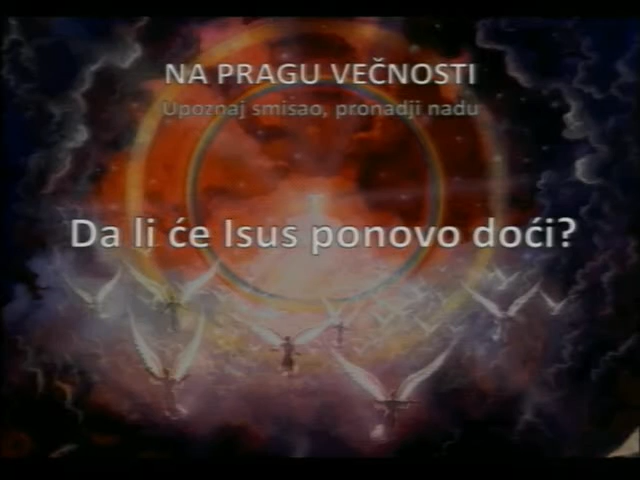 NA PRAGU VEČNOSTI
Upoznaj smisao, pronadji nadu
Da li će Isus ponovo doći?